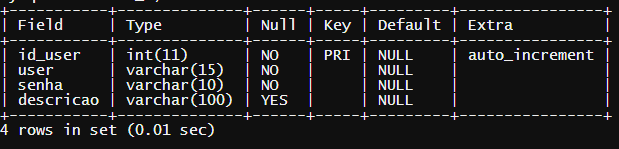 +-----------+--------------+------+-----+---------+----------------+
| Field     | Type         | Null | Key | Default | Extra          |
+-----------+--------------+------+-----+---------+----------------+
| id_user   | int(11)      | NO   | PRI | NULL    | auto_increment |
| user      | varchar(15)  | NO   |     | NULL    |                |
| senha     | varchar(10)  | NO   |     | NULL    |                |
| descricao | varchar(100) | YES  |     | NULL    |                |
+-----------+--------------+------+-----+---------+----------------+
4 rows in set (0.01 sec)